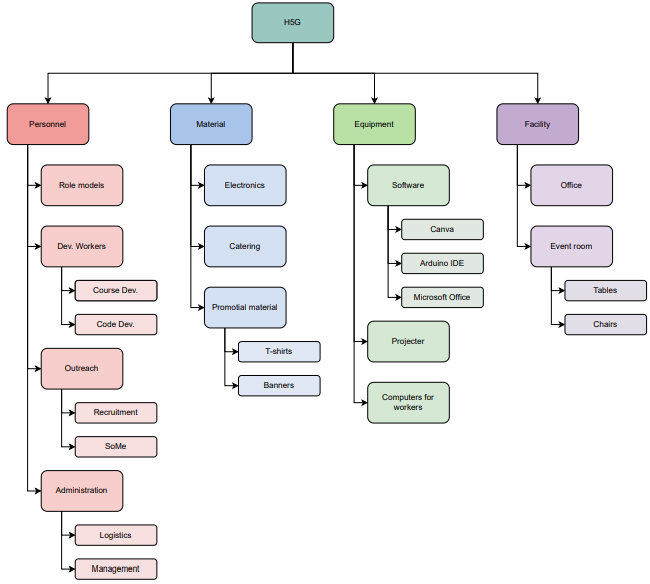 H5G
Personnel
Role models
Dev. Workers
Course Dev.
Code Dev.
Outreach
Recruitment
SoMe
Administration
Logistics
Management
Material
Electronics
Catering
Promotial material
T-shirts
Banners
Equipment
Software
Canva
Arduino IDE
Microsoft Office
Projecter
Computers for
workers
Facility
Office
Event room
Tables
Chairs